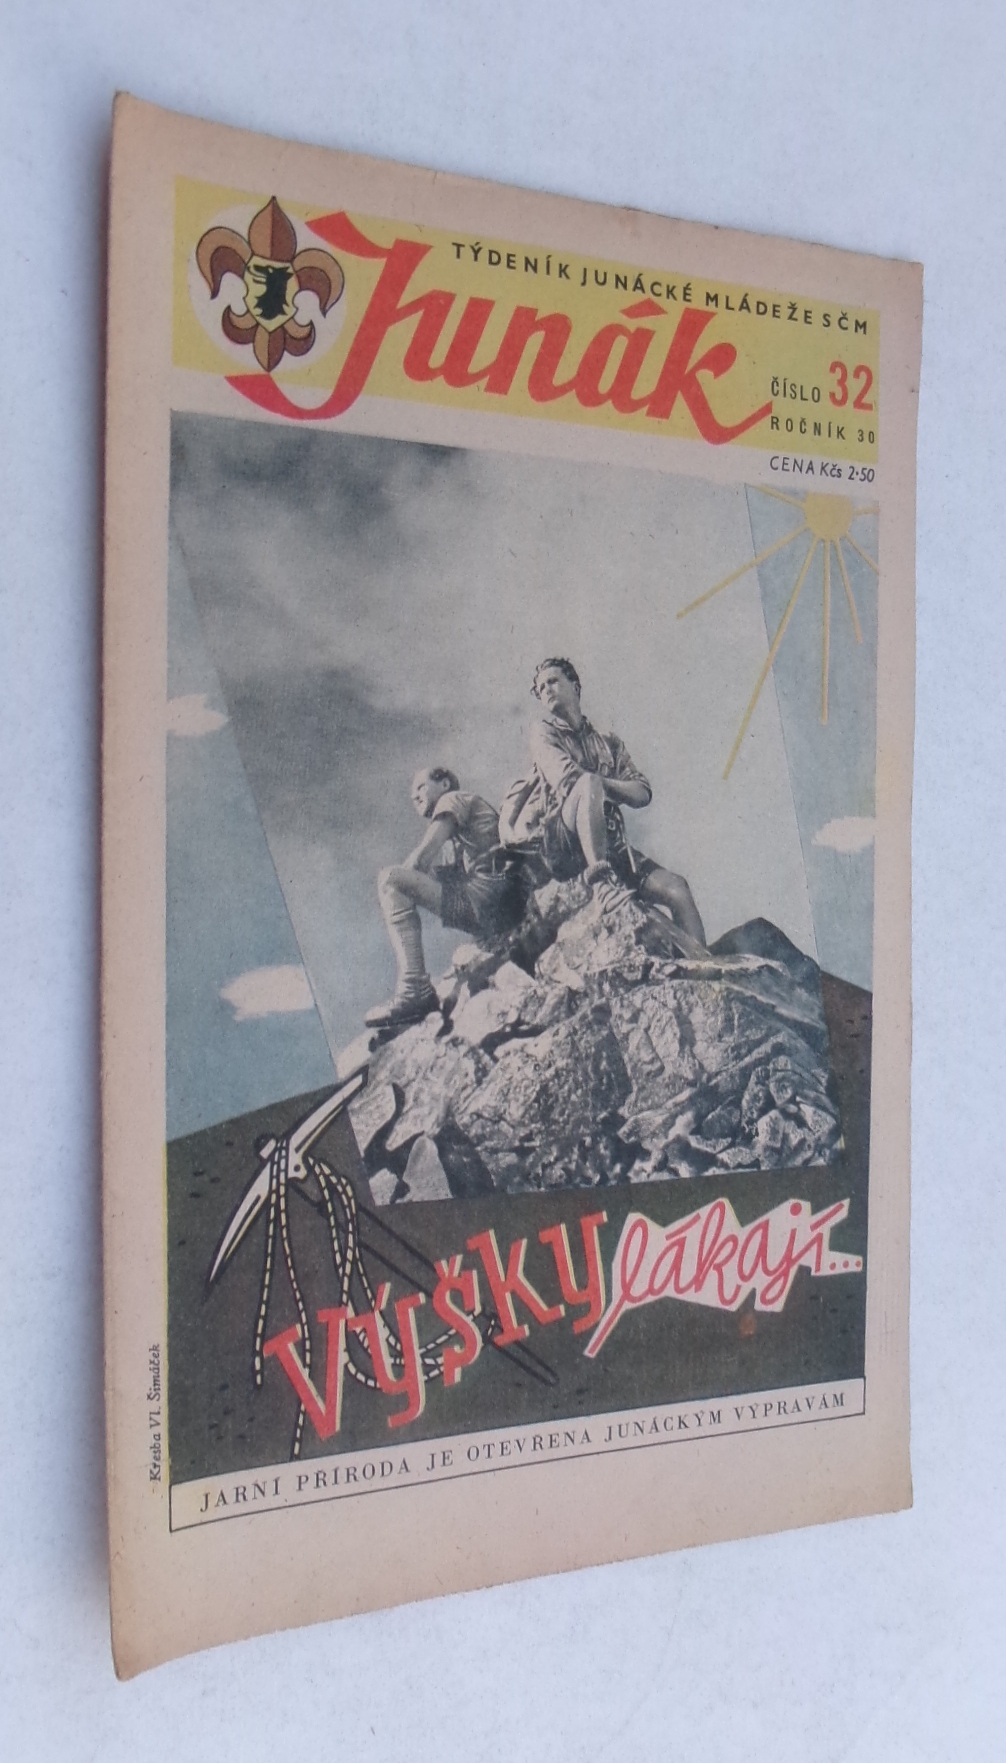 TÝDENÍK JUNÁCKÉ MLÁDEŽE SČM
Junák
ČÍSLO 32
ROČNÍK 30
CENA Kčs 2·50
VÝŠKY lákají...
JARNÍ PŘÍRODA JE OTEVŘENA JUNÁCKÝM VÝPRAVÁM
Kresba Vl. Šimáček